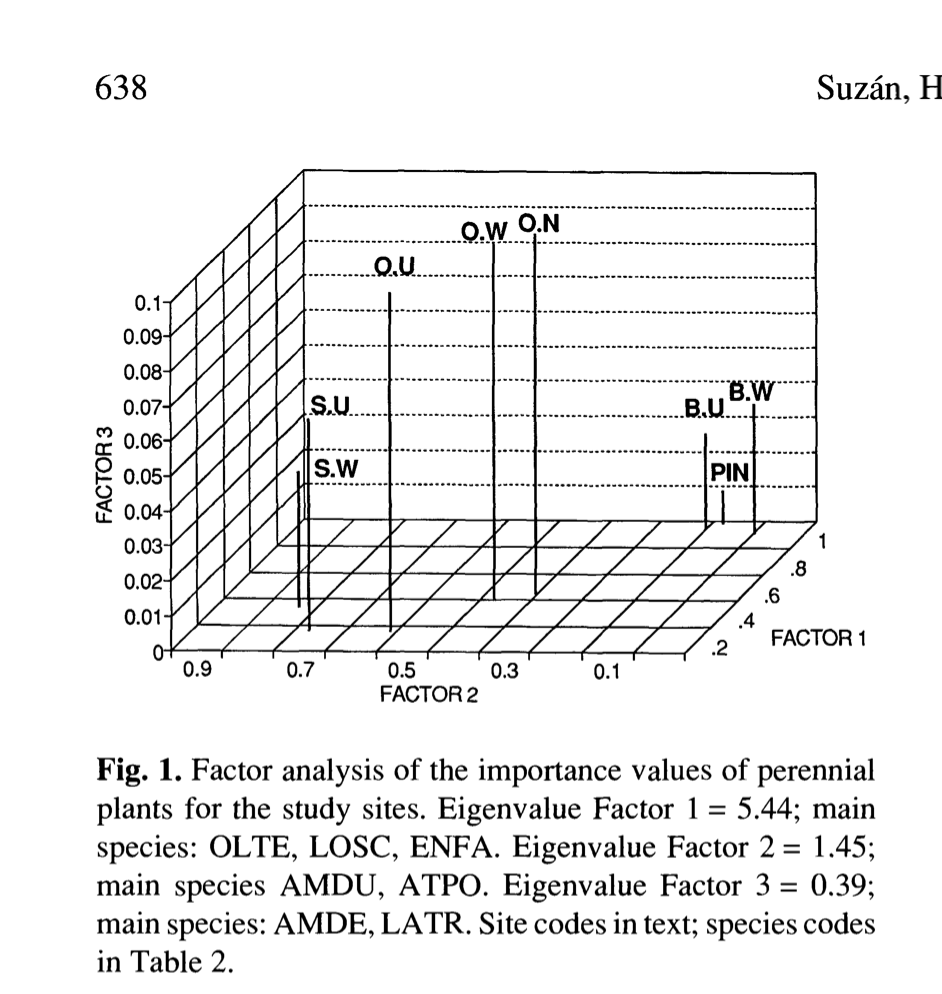 638
Suzán, H
O.W O.N
O.U
0.1
0.09
0.08
B.W
0.07
S.U
B.U
0.06
S.W
PIN
0.05
0.04
FACTOR 3
0.03
1
.8
0.02
.6
0.01
.4
FACTOR 1
0
.2
0.9 0.7 0.5 0.3 0.1
FACTOR 2
Fig. 1. Factor analysis of the importance values of perennial
plants for the study sites. Eigenvalue Factor 1 = 5.44; main
species: OLTE, LOSC, ENFA. Eigenvalue Factor 2 = 1.45;
main species AMDU, ATPO. Eigenvalue Factor 3 = 0.39;
main species: AMDE, LATR. Site codes in text; species codes
in Table 2.